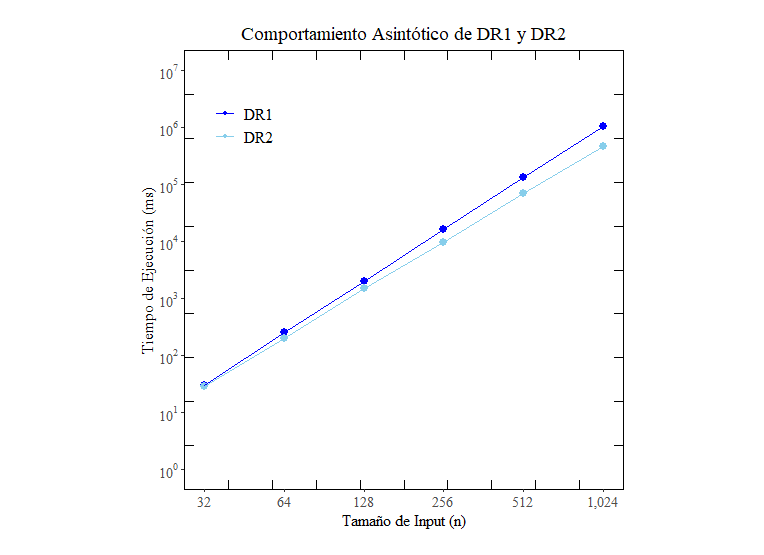 Comportamiento Asintótico de DR1 y DR2
10^7
10^6
10^5
10^4
10^3
10^2
10^1
10^0
Tiempo de Ejecución (ms)
DR1
DR2
32 64 128 256 512 1,024
Tamaño de Input (n)